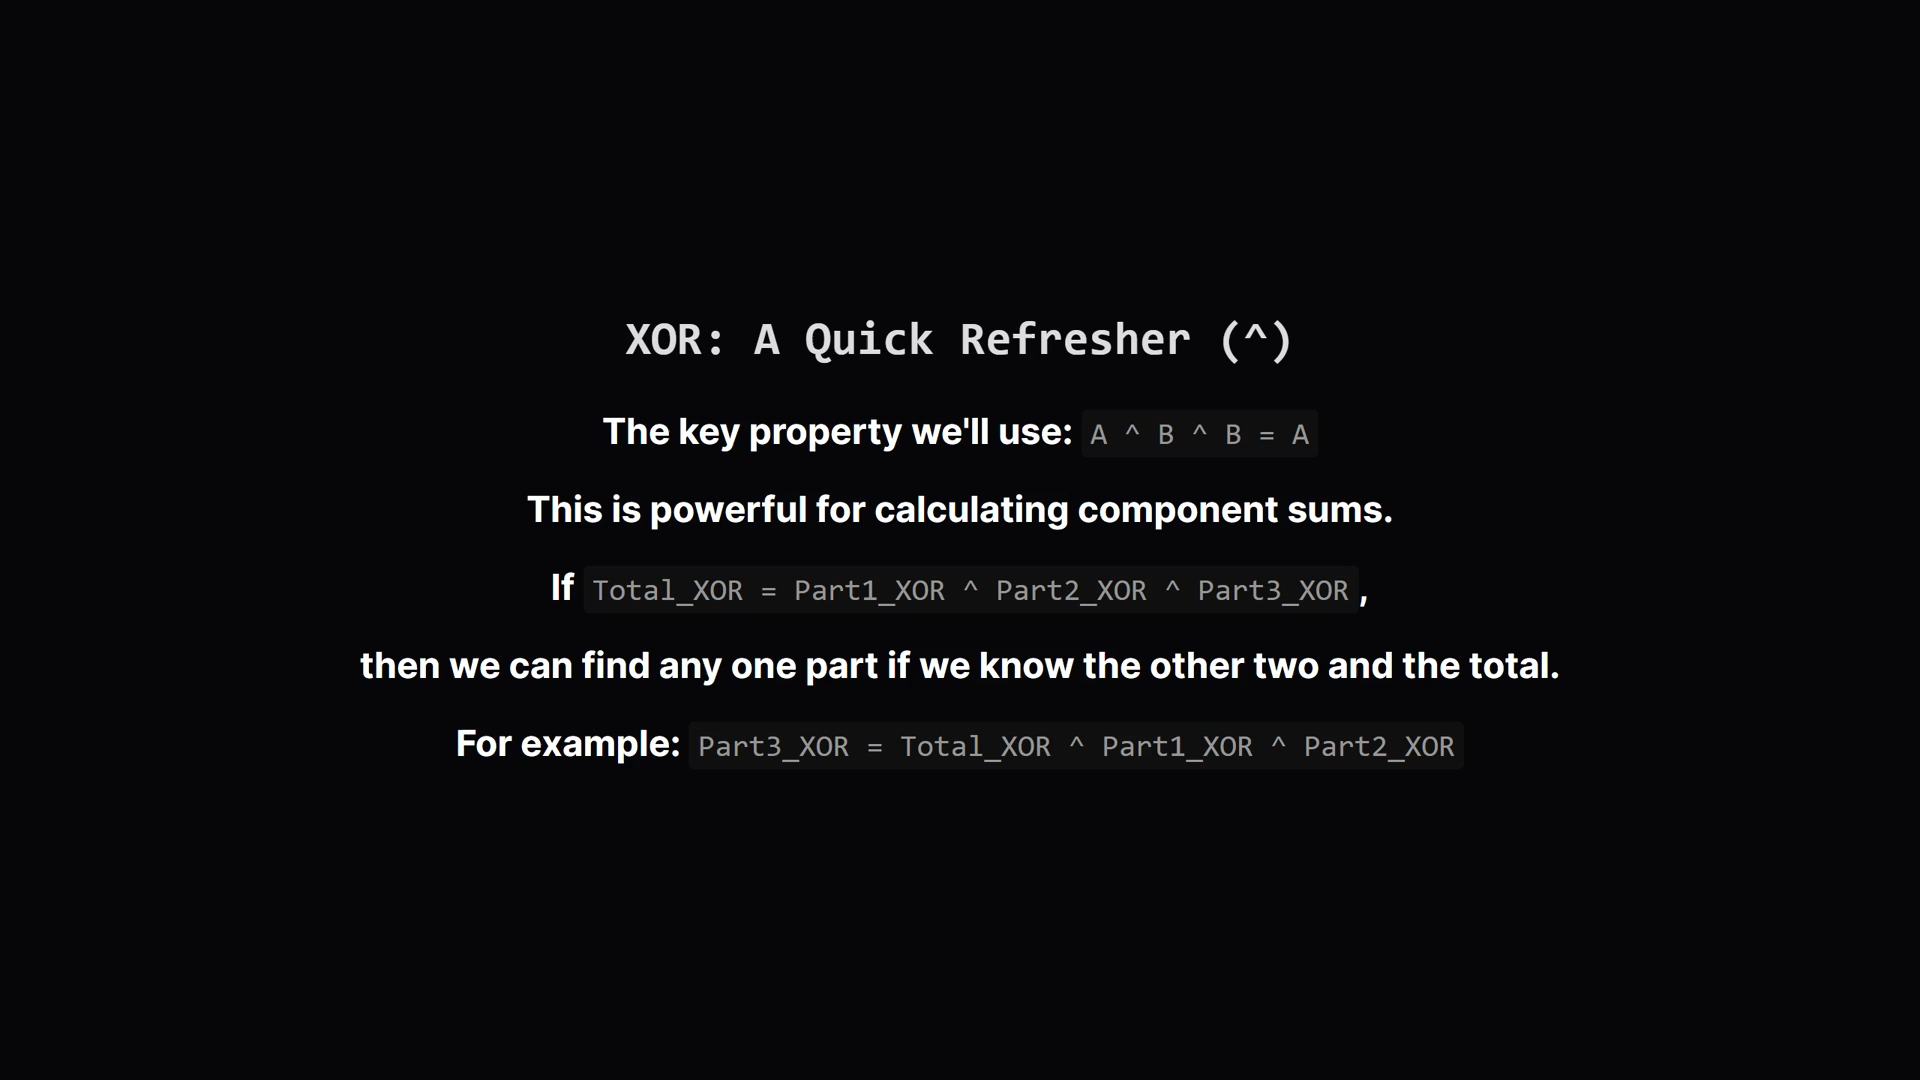 XOR: A Quick Refresher (^)
The key property we'll use: A ^ B ^ B = A
This is powerful for calculating component sums.
If Total_XOR = Part1_XOR ^ Part2_XOR ^ Part3_XOR,
then we can find any one part if we know the other two and the total.
For example: Part3_XOR = Total_XOR ^ Part1_XOR ^ Part2_XOR